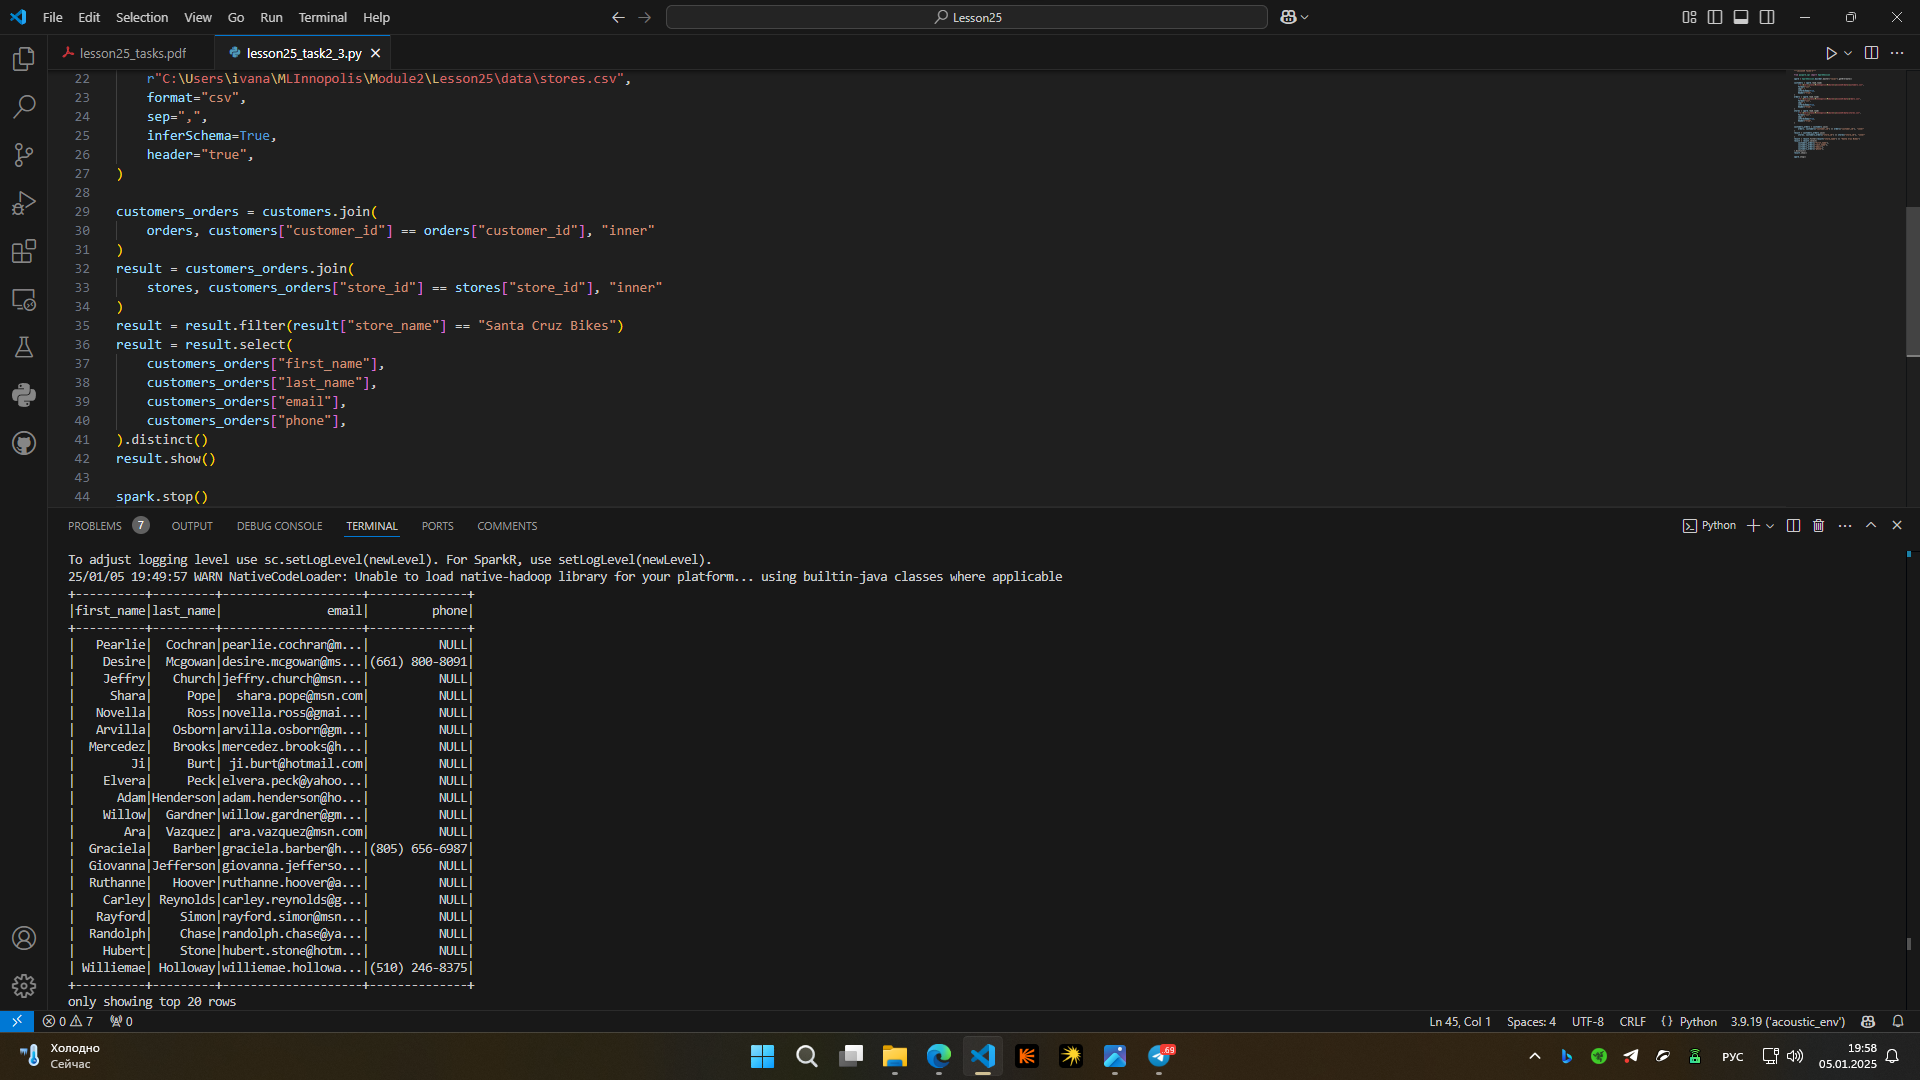 File Edit Selection View Go Run Terminal Help
Lesson25
lesson25_tasks.pdf
lesson25_task2_3.py
22 r"C:\Users\ivana\MLInnopolis\Module2\Lesson25\data\stores.csv",
23 format="csv",
24 sep=",",
25 inferSchema=True,
26 header="true",
27 )
28
29 customers_orders = customers.join(
30 orders, customers["customer_id"] == orders["customer_id"], "inner"
31 )
32 result = customers_orders.join(
33 stores, customers_orders["store_id"] == stores["store_id"], "inner"
34 )
35 result = result.filter(result["store_name"] == "Santa Cruz Bikes")
36 result = result.select(
37 customers_orders["first_name"],
38 customers_orders["last_name"],
39 customers_orders["email"],
40 customers_orders["phone"],
41 ).distinct()
42 result.show()
43
44 spark.stop()
PROBLEMS 7 OUTPUT DEBUG CONSOLE TERMINAL PORTS COMMENTS
Python
To adjust logging level use sc.setLogLevel(newLevel). For SparkR, use setLogLevel(newLevel).
25/01/05 19:49:57 WARN NativeCodeLoader: Unable to load native-hadoop library for your platform... using builtin-java classes where applicable
+----------+---------+--------------------+--------------+
|first_name|last_name|               email|         phone|
+----------+---------+--------------------+--------------+
|   Pearlie|  Cochran|pearlie.cochran@m...|          NULL|
|    Desire|  Mcgowan|desire.mcgowan@ms...|(661) 800-8091|
|    Jeffry|   Church|jeffry.church@msn...|          NULL|
|     Shara|     Pope|  shara.pope@msn.com|          NULL|
|   Novella|     Ross|novella.ross@gmai...|          NULL|
|   Arvilla|   Osborn|arvilla.osborn@gm...|          NULL|
|  Mercedez|   Brooks|mercedez.brooks@h...|          NULL|
|        Ji|     Burt| ji.burt@hotmail.com|          NULL|
|    Elvera|     Peck|elvera.peck@yahoo...|          NULL|
|      Adam|Henderson|adam.henderson@ho...|          NULL|
|    Willow|  Gardner|willow.gardner@gm...|          NULL|
|       Ara|  Vazquez| ara.vazquez@msn.com|          NULL|
|  Graciela|   Barber|graciela.barber@h...|(805) 656-6987|
|  Giovanna|Jefferson|giovanna.jefferso...|          NULL|
|  Ruthanne|   Hoover|ruthanne.hoover@a...|          NULL|
|    Carley| Reynolds|carley.reynolds@g...|          NULL|
|   Rayford|    Simon|rayford.simon@msn...|          NULL|
|  Randolph|    Chase|randolph.chase@ya...|          NULL|
|    Hubert|    Stone|hubert.stone@hotm...|          NULL|
| Williemae| Holloway|williemae.hollowa...|(510) 246-8375|
+----------+---------+--------------------+--------------+
only showing top 20 rows
0 7 0
Ln 45, Col 1 Spaces: 4 UTF-8 CRLF {} Python 3.9.19 ('acoustic_env')
Холодно
Сейчас
69
РУС
19:58
05.01.2025